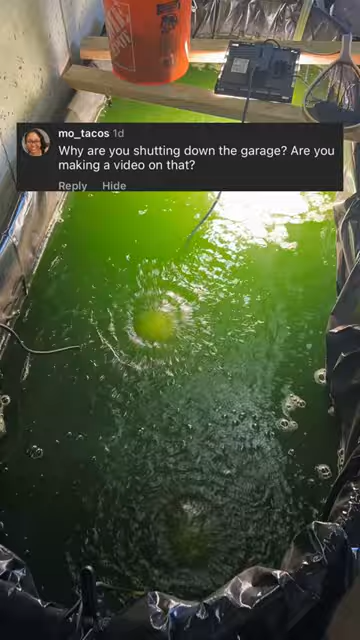 mo_tacos 1d
Why are you shutting down the garage? Are you
making a video on that?
Reply Hide